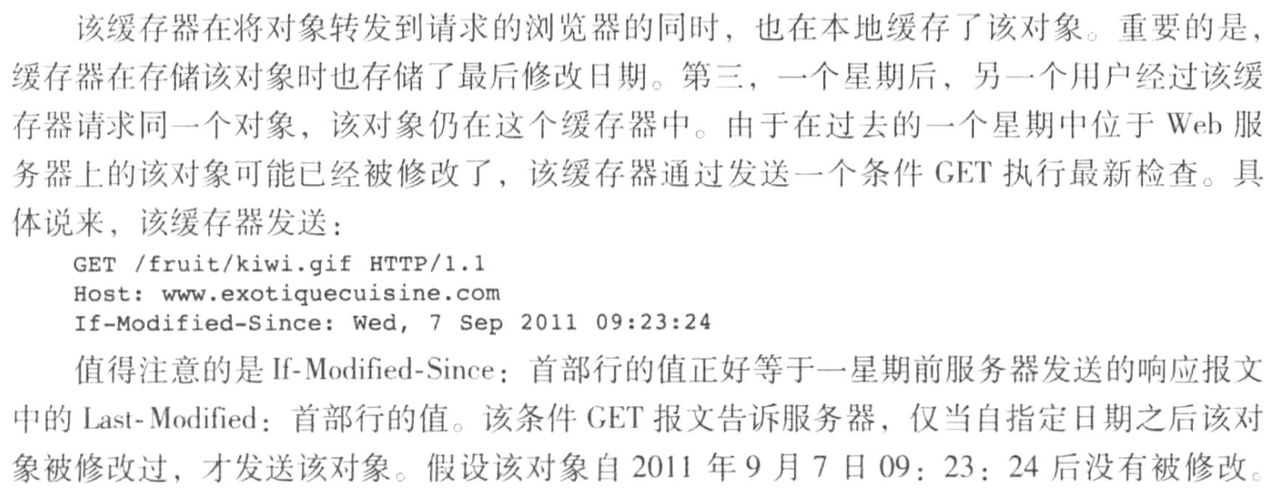 该缓存器在将对象转发到请求的浏览器的同时，也在本地缓存了该对象。重要的是，
缓存器在存储该对象时也存储了最后修改日期。第三，一个星期后，另一个用户经过该缓
存器请求同一个对象，该对象仍在这个缓存器中。由于在过去的一个星期中位于 Web 服
务器上的该对象可能已经被修改了，该缓存器通过发送一个条件 GET 执行最新检查。具
体说来，该缓存器发送：
GET /fruit/kiwi.gif HTTP/1.1
Host: www.exotiquecuisine.com
If-Modified-Since: Wed, 7 Sep 2011 09:23:24
值得注意的是 If-Modified-Since：首部行的值正好等于一星期前服务器发送的响应报文
中的 Last-Modified：首部行的值。该条件 GET 报文告诉服务器，仅当自指定日期之后该对
象被修改过，才发送该对象。假设该对象自 2011 年 9 月 7 日 09：23：24 后没有被修改。